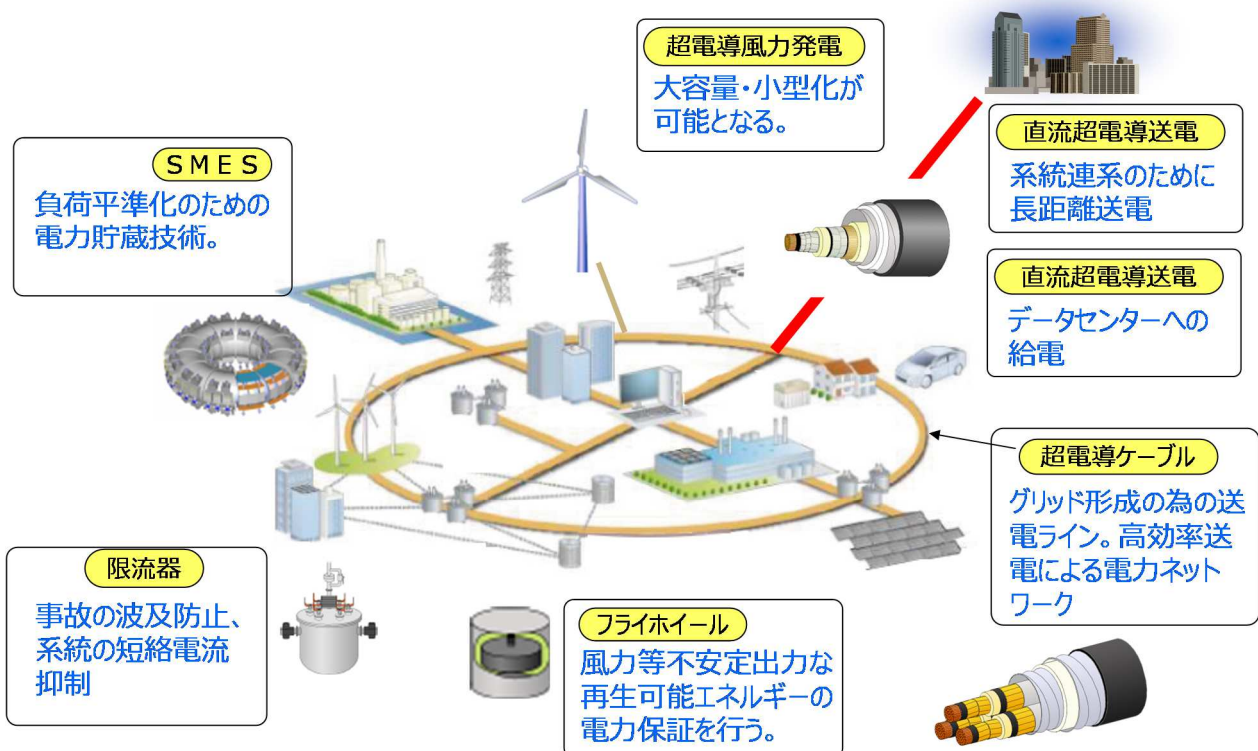 超電導風力発電
大容量・小型化が
可能となる。
SMES
負荷平準化のための
電力貯蔵技術。
直流超電導送電
系統連系のために
長距離送電
直流超電導送電
データセンターへの
給電
超電導ケーブル
グリッド形成の為の送
電ライン。高効率送
電による電力ネット
ワーク
限流器
事故の波及防止、
系統の短絡電流
抑制
フライホイール
風力等不安定出力な
再生可能エネルギーの
電力保証を行う。